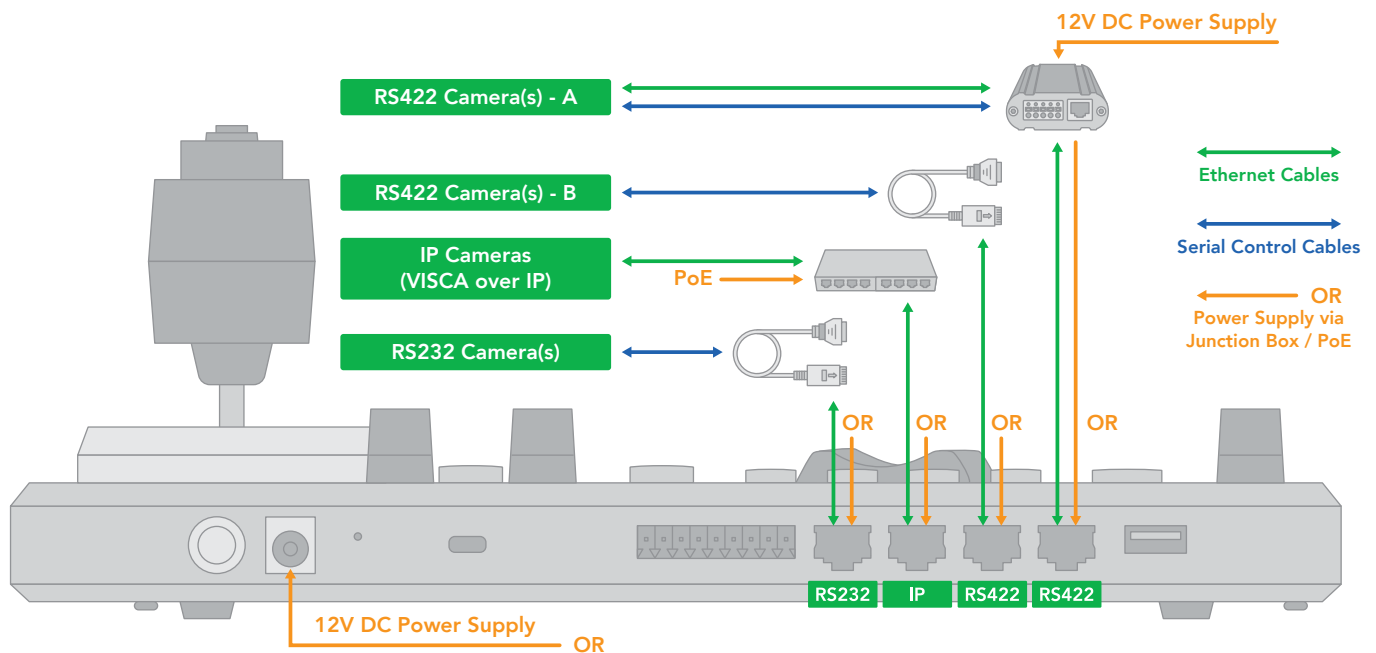 12V DC Power Supply
RS422 Camera(s) - A
Ethernet Cables
RS422 Camera(s) - B
Serial Control Cables
IP Cameras
(VISCA over IP)
PoE
OR
Power Supply via
Junction Box / PoE
RS232 Camera(s)
OR
OR
OR
OR
RS232
IP
RS422
RS422
12V DC Power Supply
OR